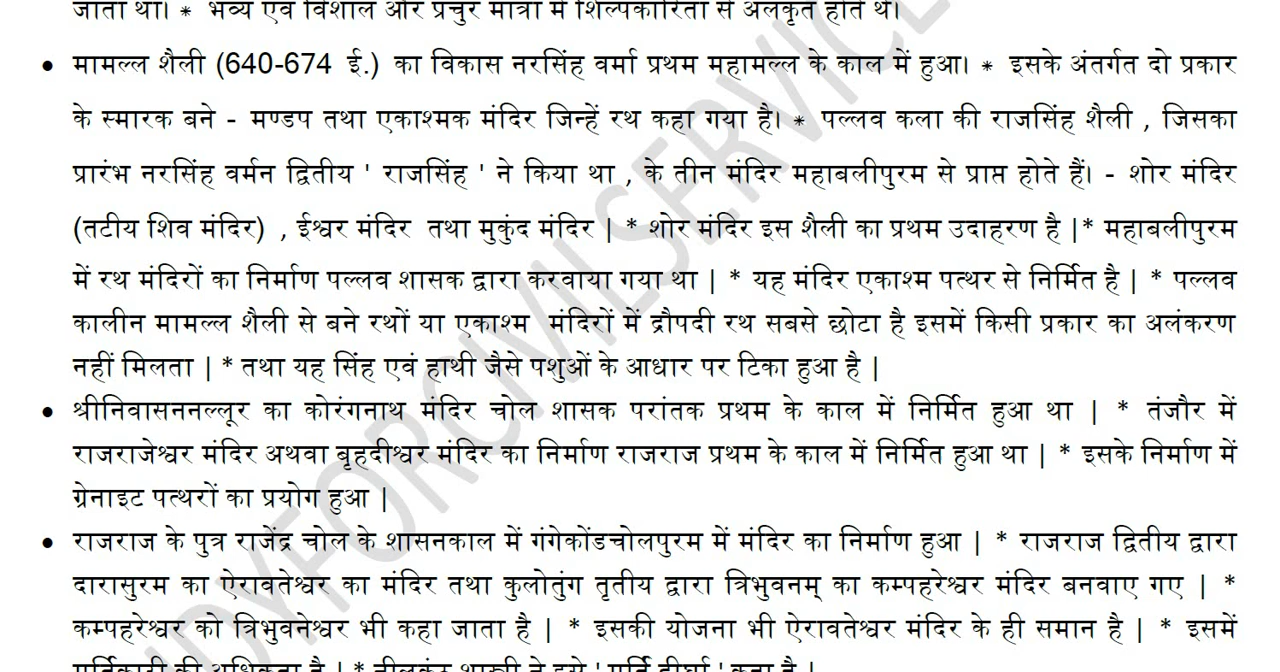 जाता था। * भव्य एवं विशाल और प्रचुर मात्रा में शिल्पकारिता से अलंकृत होते थे।
• मामल्ल शैली (640-674 ई.) का विकास नरसिंह वर्मा प्रथम महामल्ल के काल में हुआ। * इसके अंतर्गत दो प्रकार
के स्मारक बने - मण्डप तथा एकाश्मक मंदिर जिन्हें रथ कहा गया है। * पल्लव कला की राजसिंह शैली , जिसका
प्रारंभ नरसिंह वर्मन द्वितीय ' राजसिंह ' ने किया था , के तीन मंदिर महाबलीपुरम से प्राप्त होते हैं। - शोर मंदिर
(तटीय शिव मंदिर) , ईश्वर मंदिर तथा मुकुंद मंदिर | * शोर मंदिर इस शैली का प्रथम उदाहरण है |* महाबलीपुरम
में रथ मंदिरों का निर्माण पल्लव शासक द्वारा करवाया गया था | * यह मंदिर एकाश्म पत्थर से निर्मित है | * पल्लव
कालीन मामल्ल शैली से बने रथों या एकाश्म मंदिरों में द्रौपदी रथ सबसे छोटा है इसमें किसी प्रकार का अलंकरण
नहीं मिलता | * तथा यह सिंह एवं हाथी जैसे पशुओं के आधार पर टिका हुआ है |
• श्रीनिवासननल्लूर का कोरंगनाथ मंदिर चोल शासक परांतक प्रथम के काल में निर्मित हुआ था | * तंजौर में
राजराजेश्वर मंदिर अथवा बृहदीश्वर मंदिर का निर्माण राजराज प्रथम के काल में निर्मित हुआ था | * इसके निर्माण में
ग्रेनाइट पत्थरों का प्रयोग हुआ |
• राजराज के पुत्र राजेंद्र चोल के शासनकाल में गंगेकोंडचोलपुरम में मंदिर का निर्माण हुआ | * राजराज द्वितीय द्वारा
दारासुरम का ऐरावतेश्वर का मंदिर तथा कुलोतुंग तृतीय द्वारा त्रिभुवनम् का कम्पहरेश्वर मंदिर बनवाए गए | *
कम्पहरेश्वर को त्रिभुवनेश्वर भी कहा जाता है | * इसकी योजना भी ऐरावतेश्वर मंदिर के ही समान है | * इसमें
DYFORCIVILSERVICE